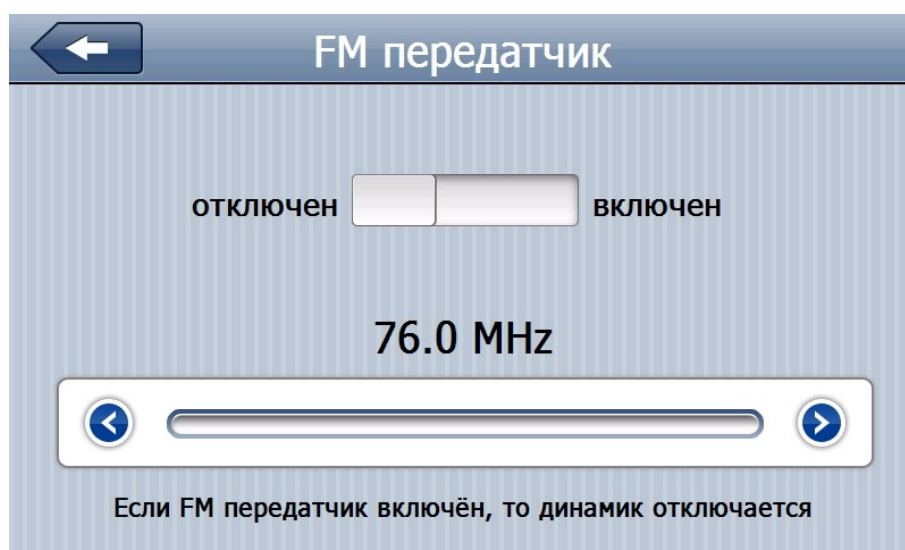 FM передатчик
отключен включен
76.0 MHz
Если FM передатчик включён, то динамик отключается